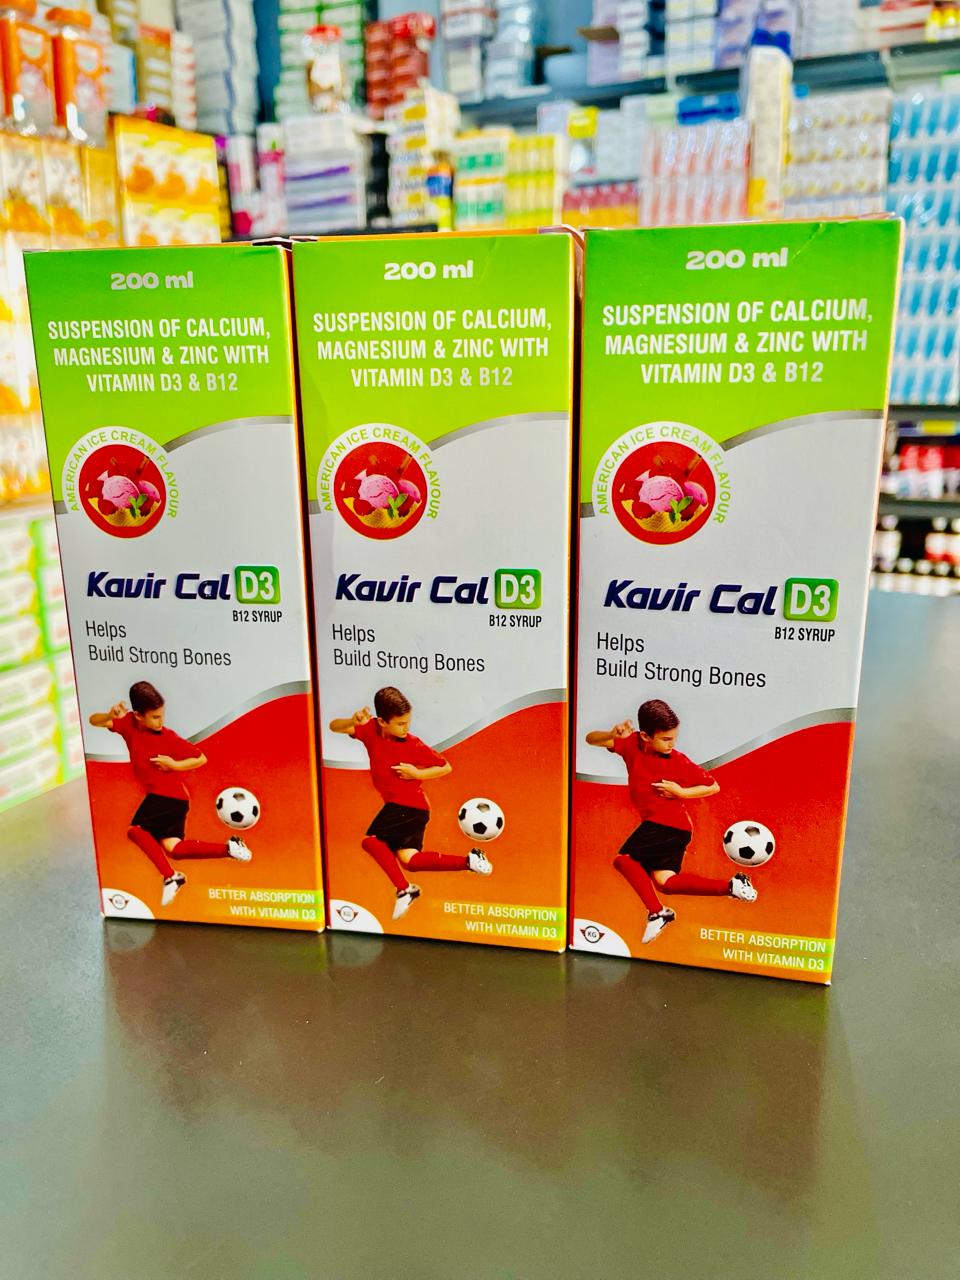 200 ml
SUSPENSION OF CALCIUM,
MAGNESIUM & ZINC WITH
VITAMIN D3 & B12
AMERICAN ICE CREAM FLAVOUR
Kavir Cal D3
B12 SYRUP
Helps
Build Strong Bones
BETTER ABSORPTION
WITH VITAMIN D3
KG
200 ml
SUSPENSION OF CALCIUM,
MAGNESIUM & ZINC WITH
VITAMIN D3 & B12
AMERICAN ICE CREAM FLAVOUR
Kavir Cal D3
B12 SYRUP
Helps
Build Strong Bones
BETTER ABSORPTION
WITH VITAMIN D3
KG
200 ml
SUSPENSION OF CALCIUM,
MAGNESIUM & ZINC WITH
VITAMIN D3 & B12
AMERICAN ICE CREAM FLAVOUR
Kavir Cal D3
B12 SYRUP
Helps
Build Strong Bones
BETTER ABSORPTION
WITH VITAMIN D3
KG